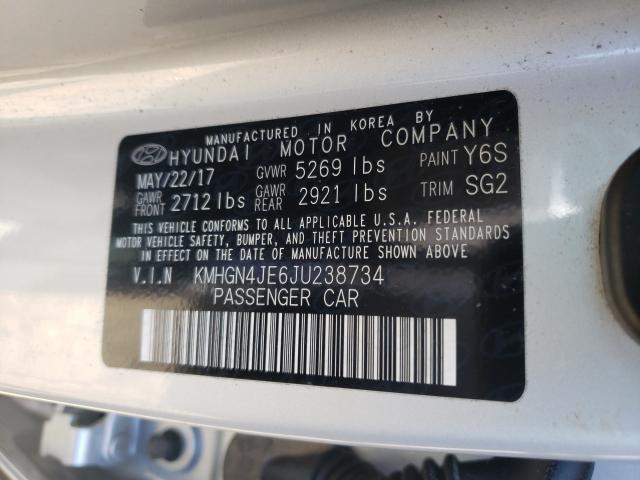 MANUFACTURED IN KOREA BY
HYUNDAI MOTOR COMPANY
MAY/22/17 GVWR 5269 lbs PAINT Y6S
GAWR FRONT 2712 lbs GAWR REAR 2921 lbs TRIM SG2
THIS VEHICLE CONFORMS TO ALL APPLICABLE U.S.A. FEDERAL
MOTOR VEHICLE SAFETY, BUMPER, AND THEFT PREVENTION STANDARDS
IN EFFECT ON THE DATE OF MANUFACTURE SHOWN ABOVE.
V.I.N KMHGN4JE6JU238734
PASSENGER CAR